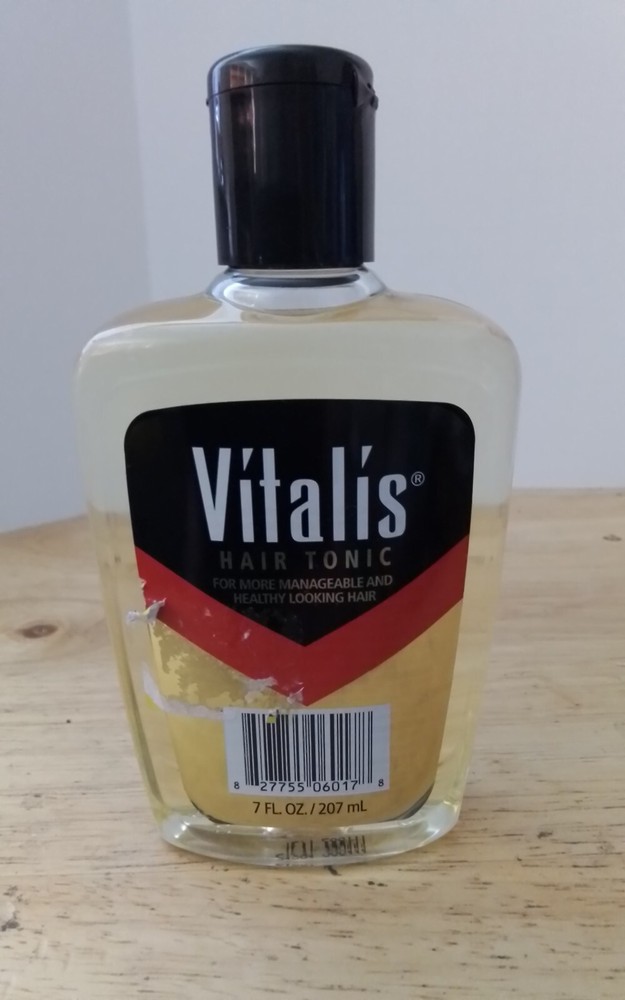 Vitalis®
HAIR TONIC
FOR MORE MANAGEABLE AND
HEALTHY LOOKING HAIR
8 27755 06017 8
7 FL. OZ. / 207 mL